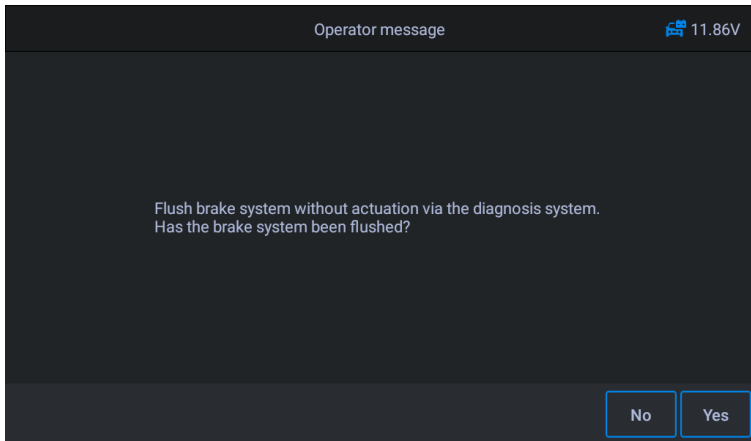 Operator message
11.86V
Flush brake system without actuation via the diagnosis system.
Has the brake system been flushed?
No
Yes